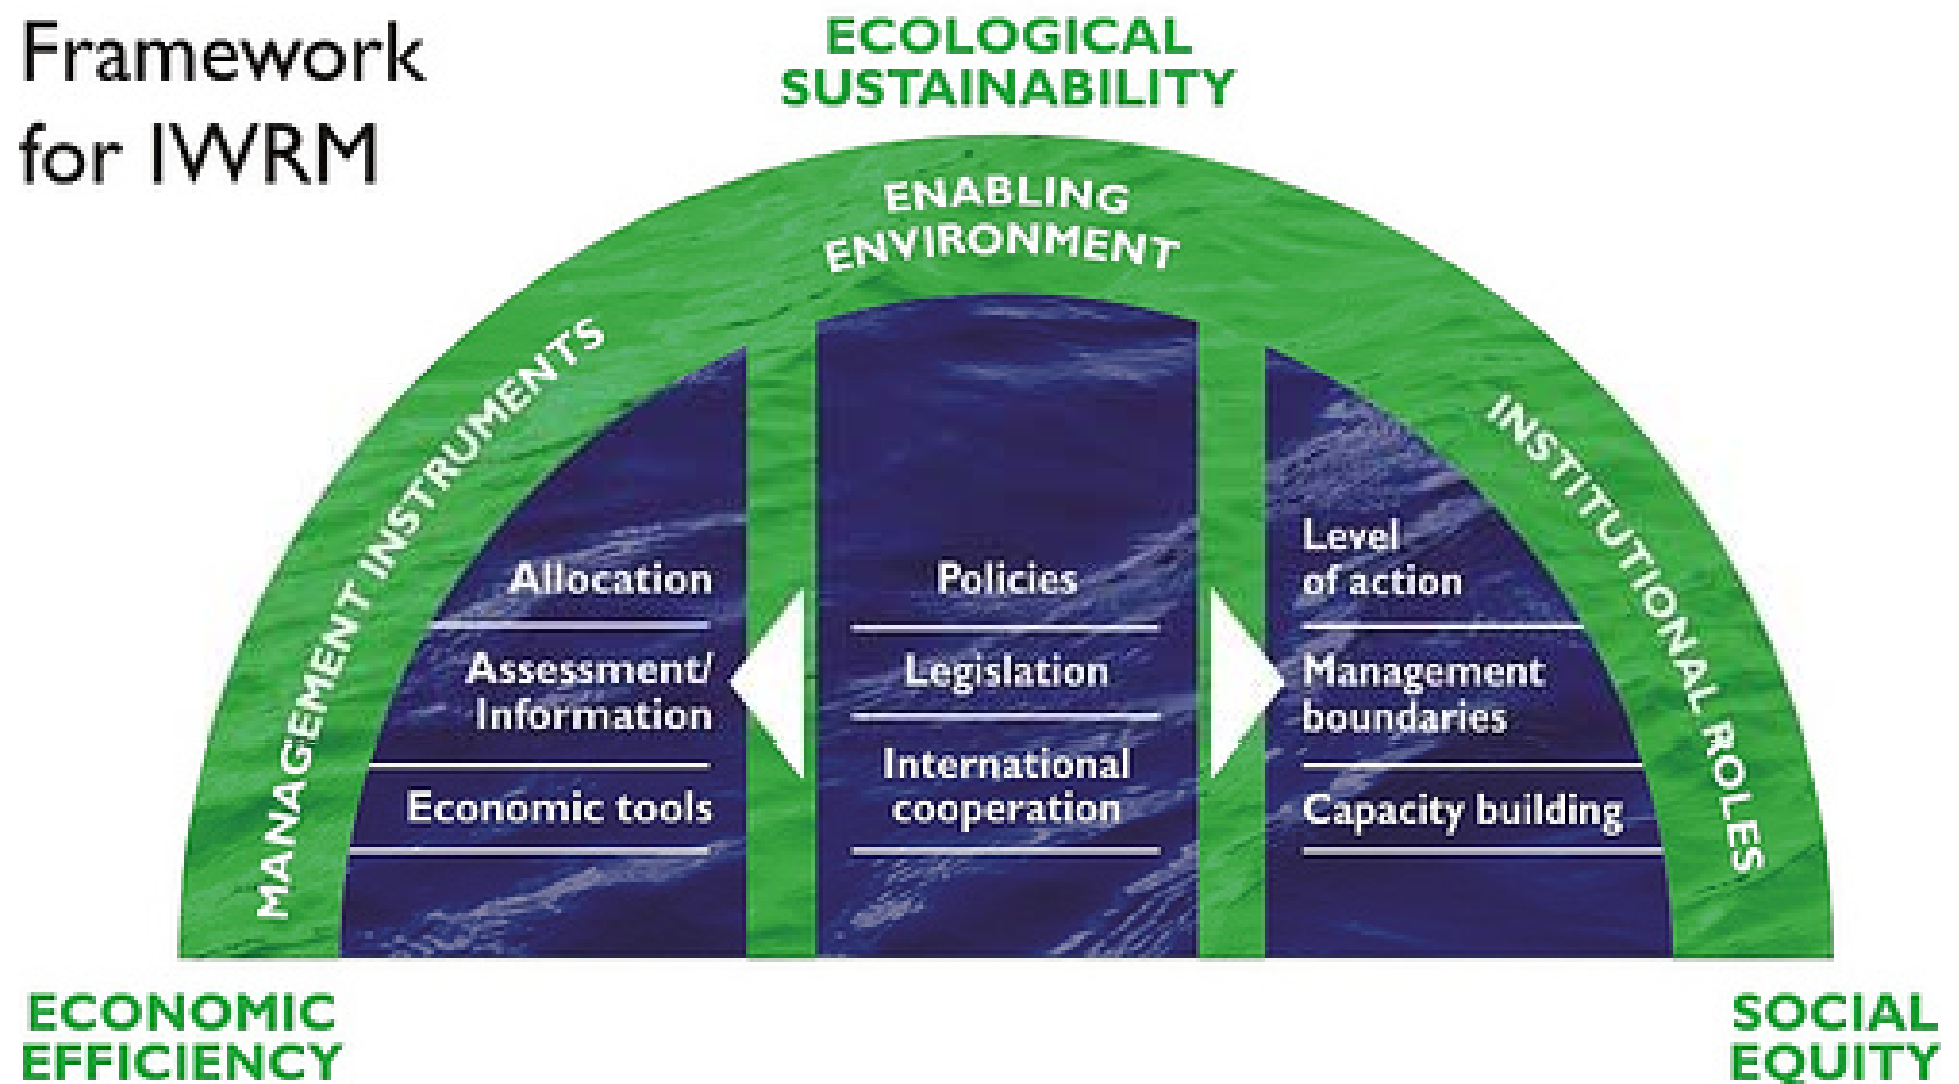 Framework
for IWRM
ECOLOGICAL
SUSTAINABILITY
ENABLING
ENVIRONMENT
MANAGEMENT INSTRUMENTS
INSTITUTIONAL ROLES
Allocation
Assessment/
Information
Economic tools
Policies
Legislation
International
cooperation
Level
of action
Management
boundaries
Capacity building
ECONOMIC
EFFICIENCY
SOCIAL
EQUITY